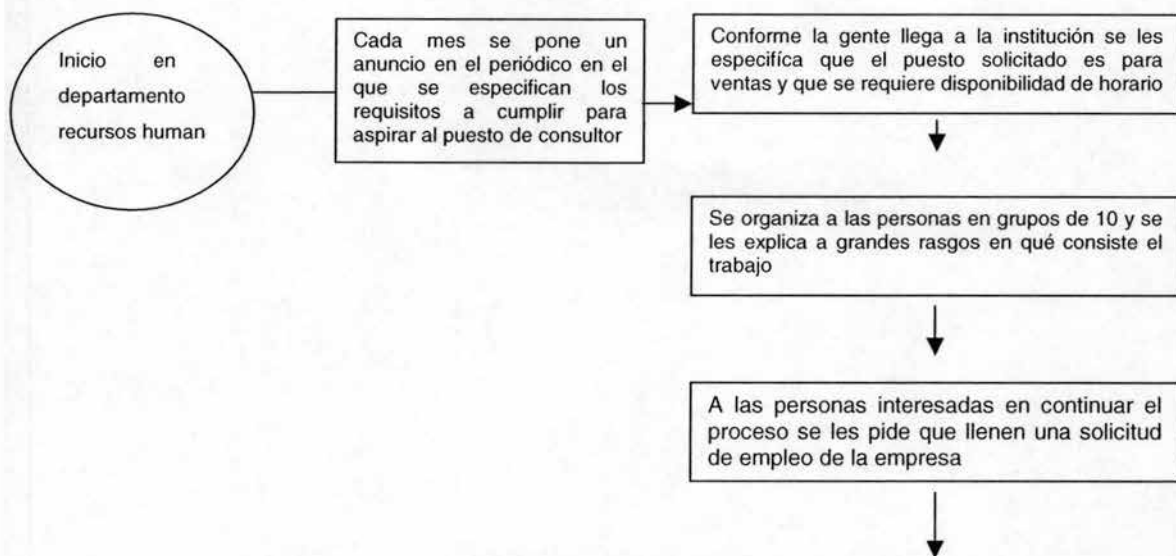 Inicio en
departamento
recursos human
Cada mes se pone un
anuncio en el periódico en el
que se especifican los
requisitos a cumplir para
aspirar al puesto de consultor
Conforme la gente llega a la institución se les
especifíca que el puesto solicitado es para
ventas y que se requiere disponibilidad de horario
Se organiza a las personas en grupos de 10 y se
les explica a grandes rasgos en qué consiste el
trabajo
A las personas interesadas en continuar el
proceso se les pide que llenen una solicitud
de empleo de la empresa